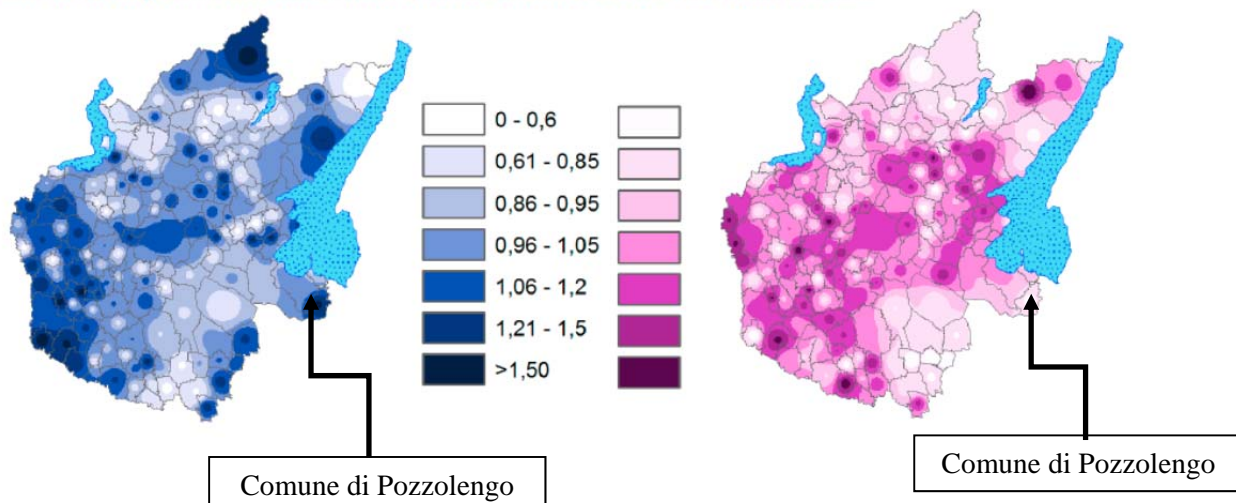 0 - 0,6
0,61 - 0,85
0,86 - 0,95
0,96 - 1,05
1,06 - 1,2
1,21 - 1,5
>1,50
Comune di Pozzolengo
Comune di Pozzolengo